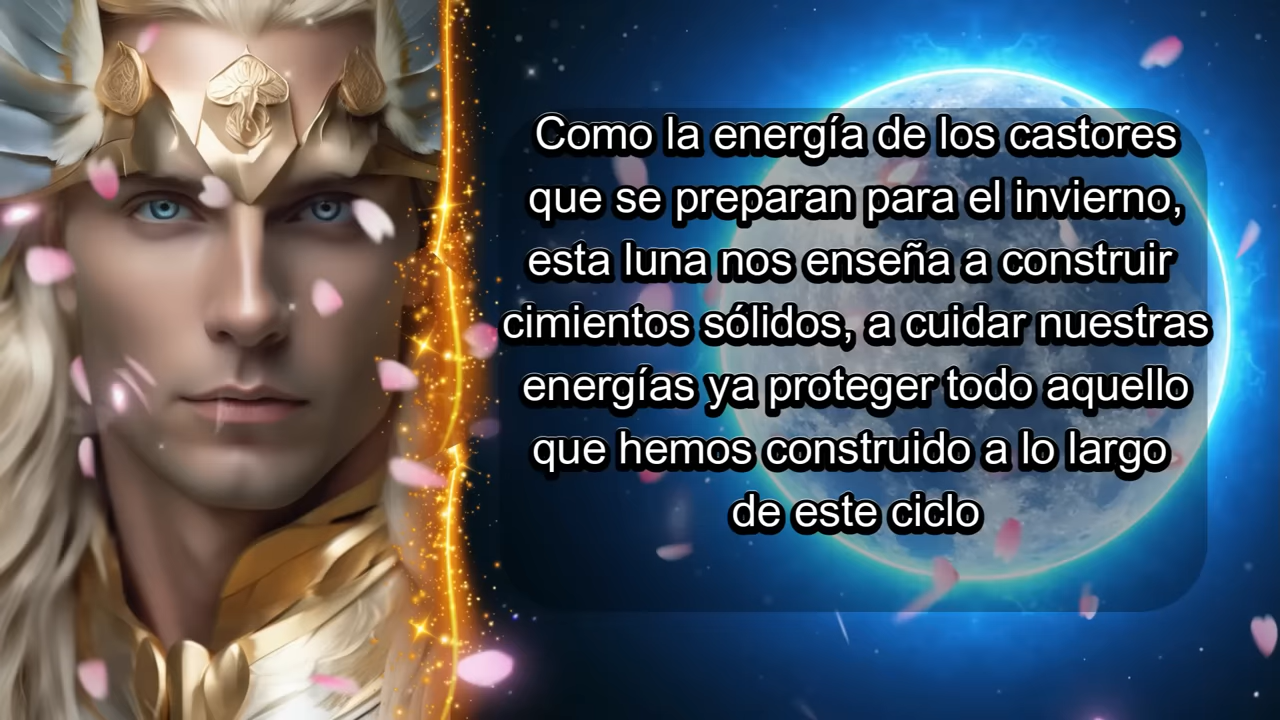 Como la energía de los castores
que se preparan para el invierno,
esta luna nos enseña a construir
cimientos sólidos, a cuidar nuestras
energías ya proteger todo aquello
que hemos construido a lo largo
de este ciclo